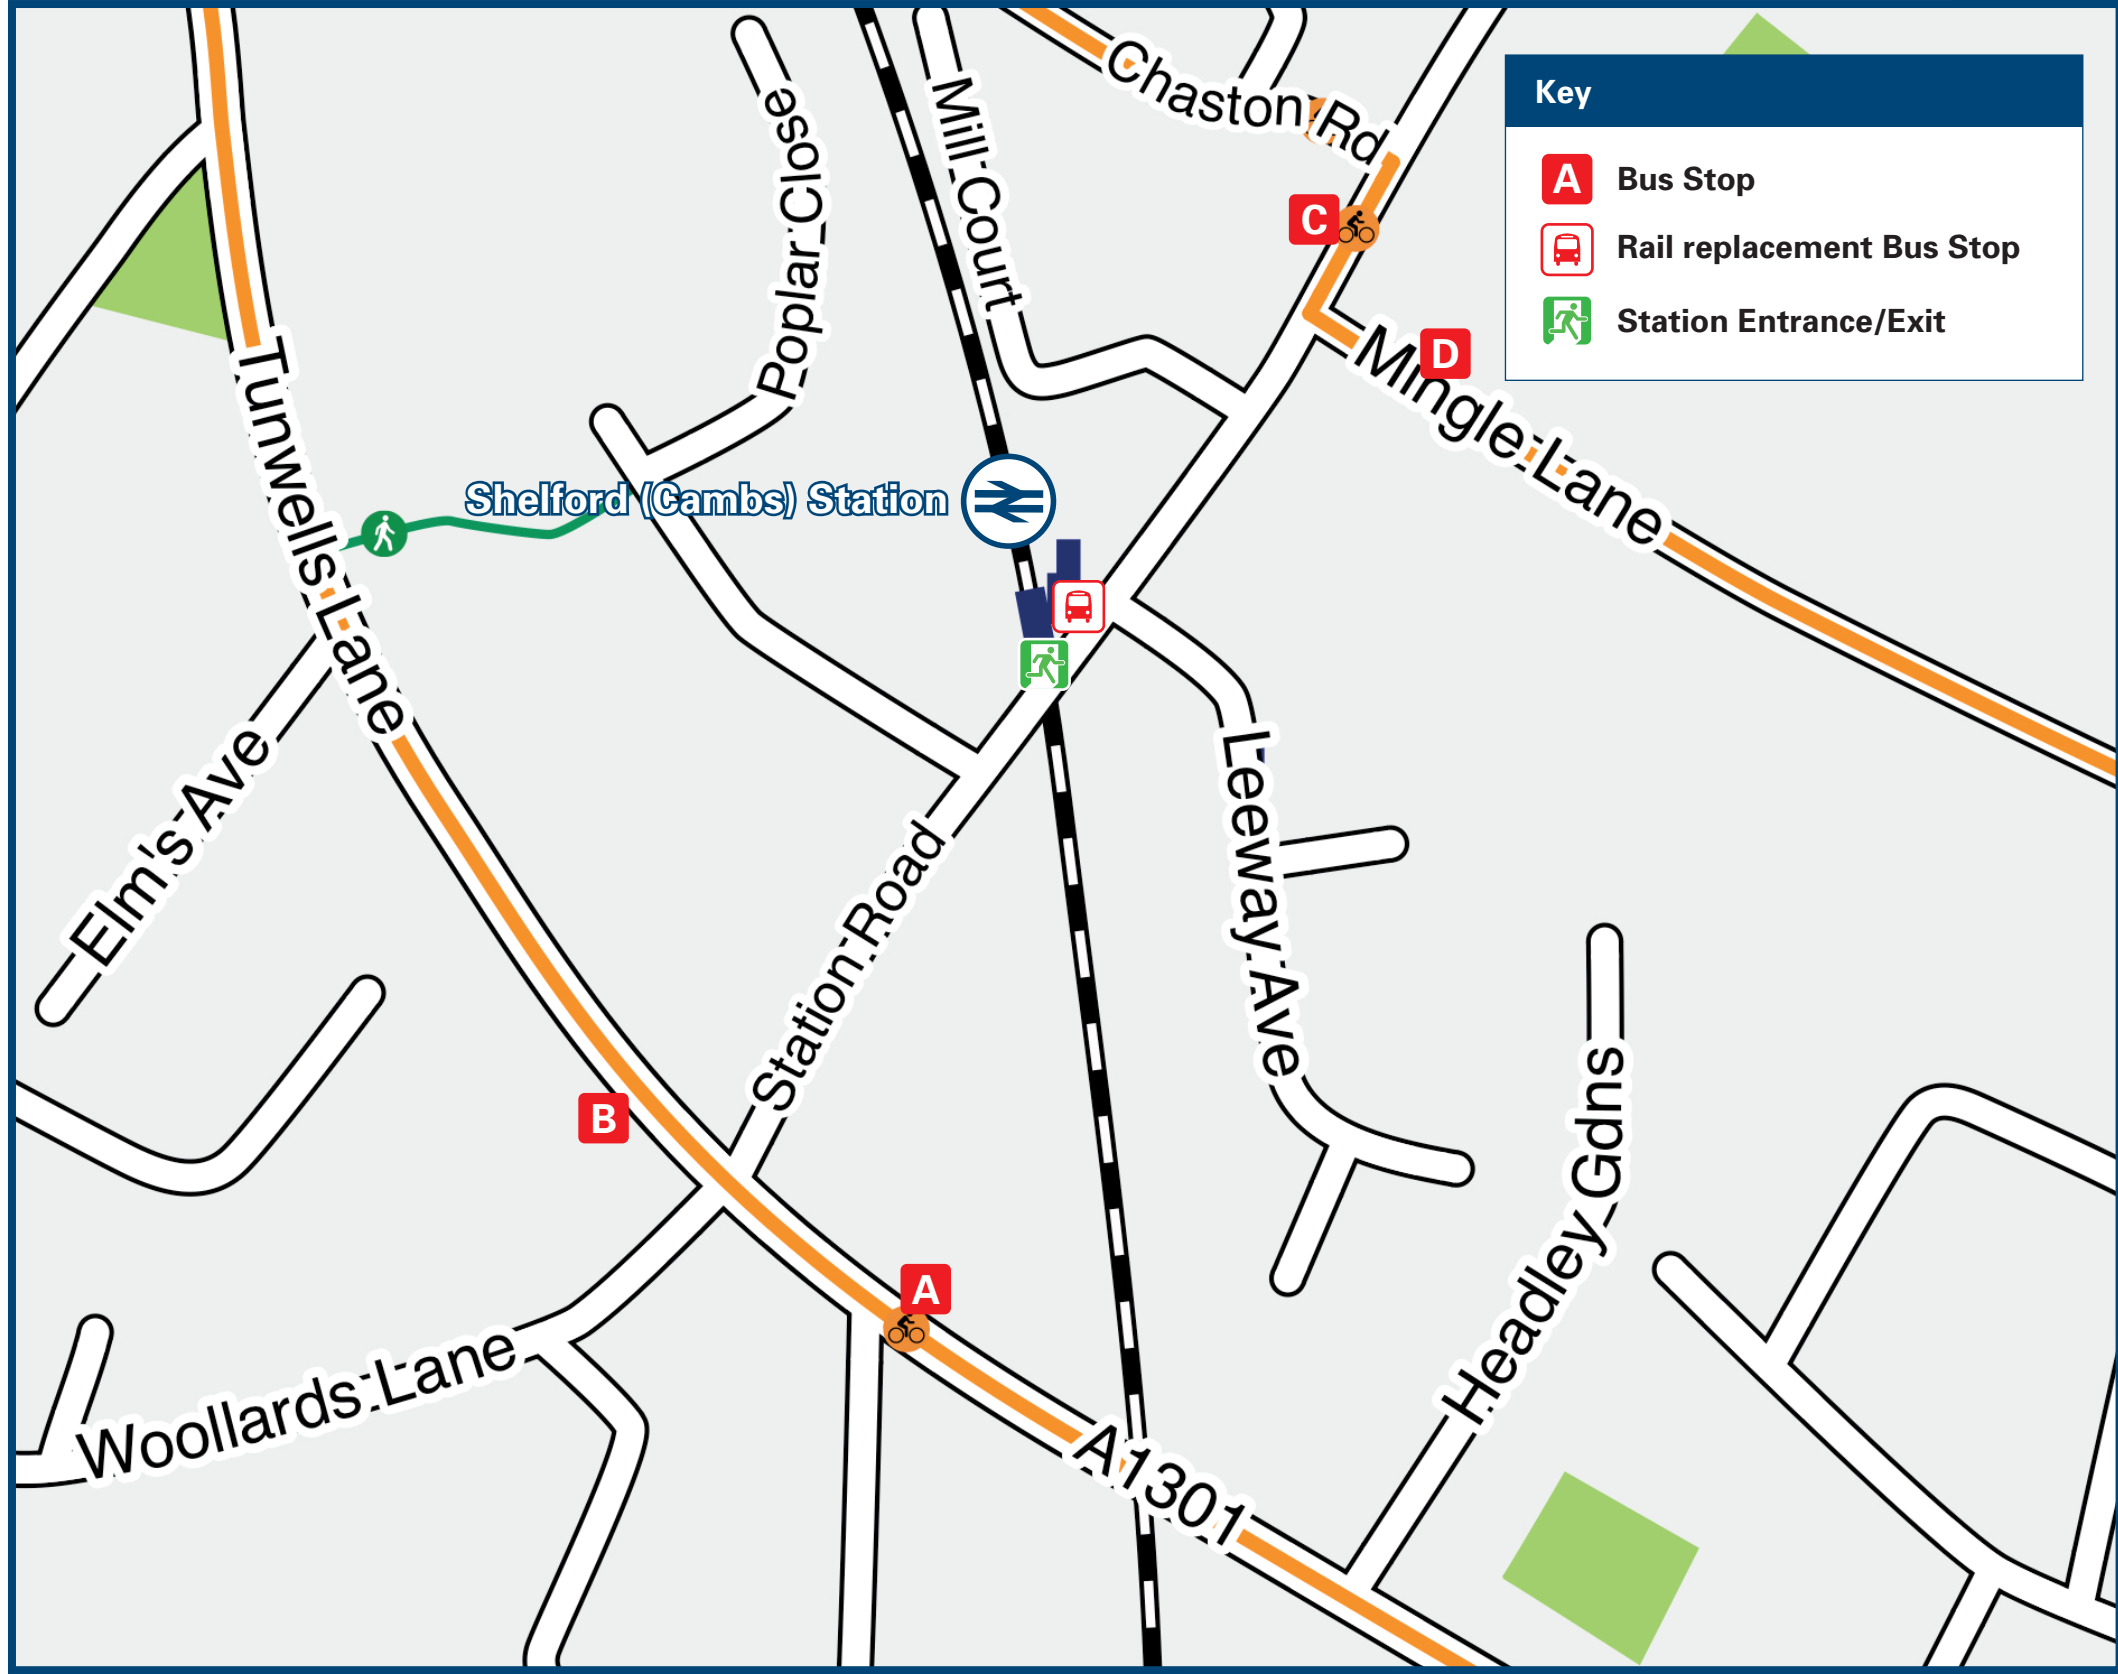 Chaston Rd
Key
A Bus Stop
Rail replacement Bus Stop
Station Entrance/Exit
Poplar Close
Mill Court
C
D
Mingle Lane
Tunwells Lane
Shelford (Cambs) Station
Elm's Ave
Leeway Ave
Station Road
B
Headley Gdns
A
Woollards Lane
A1301